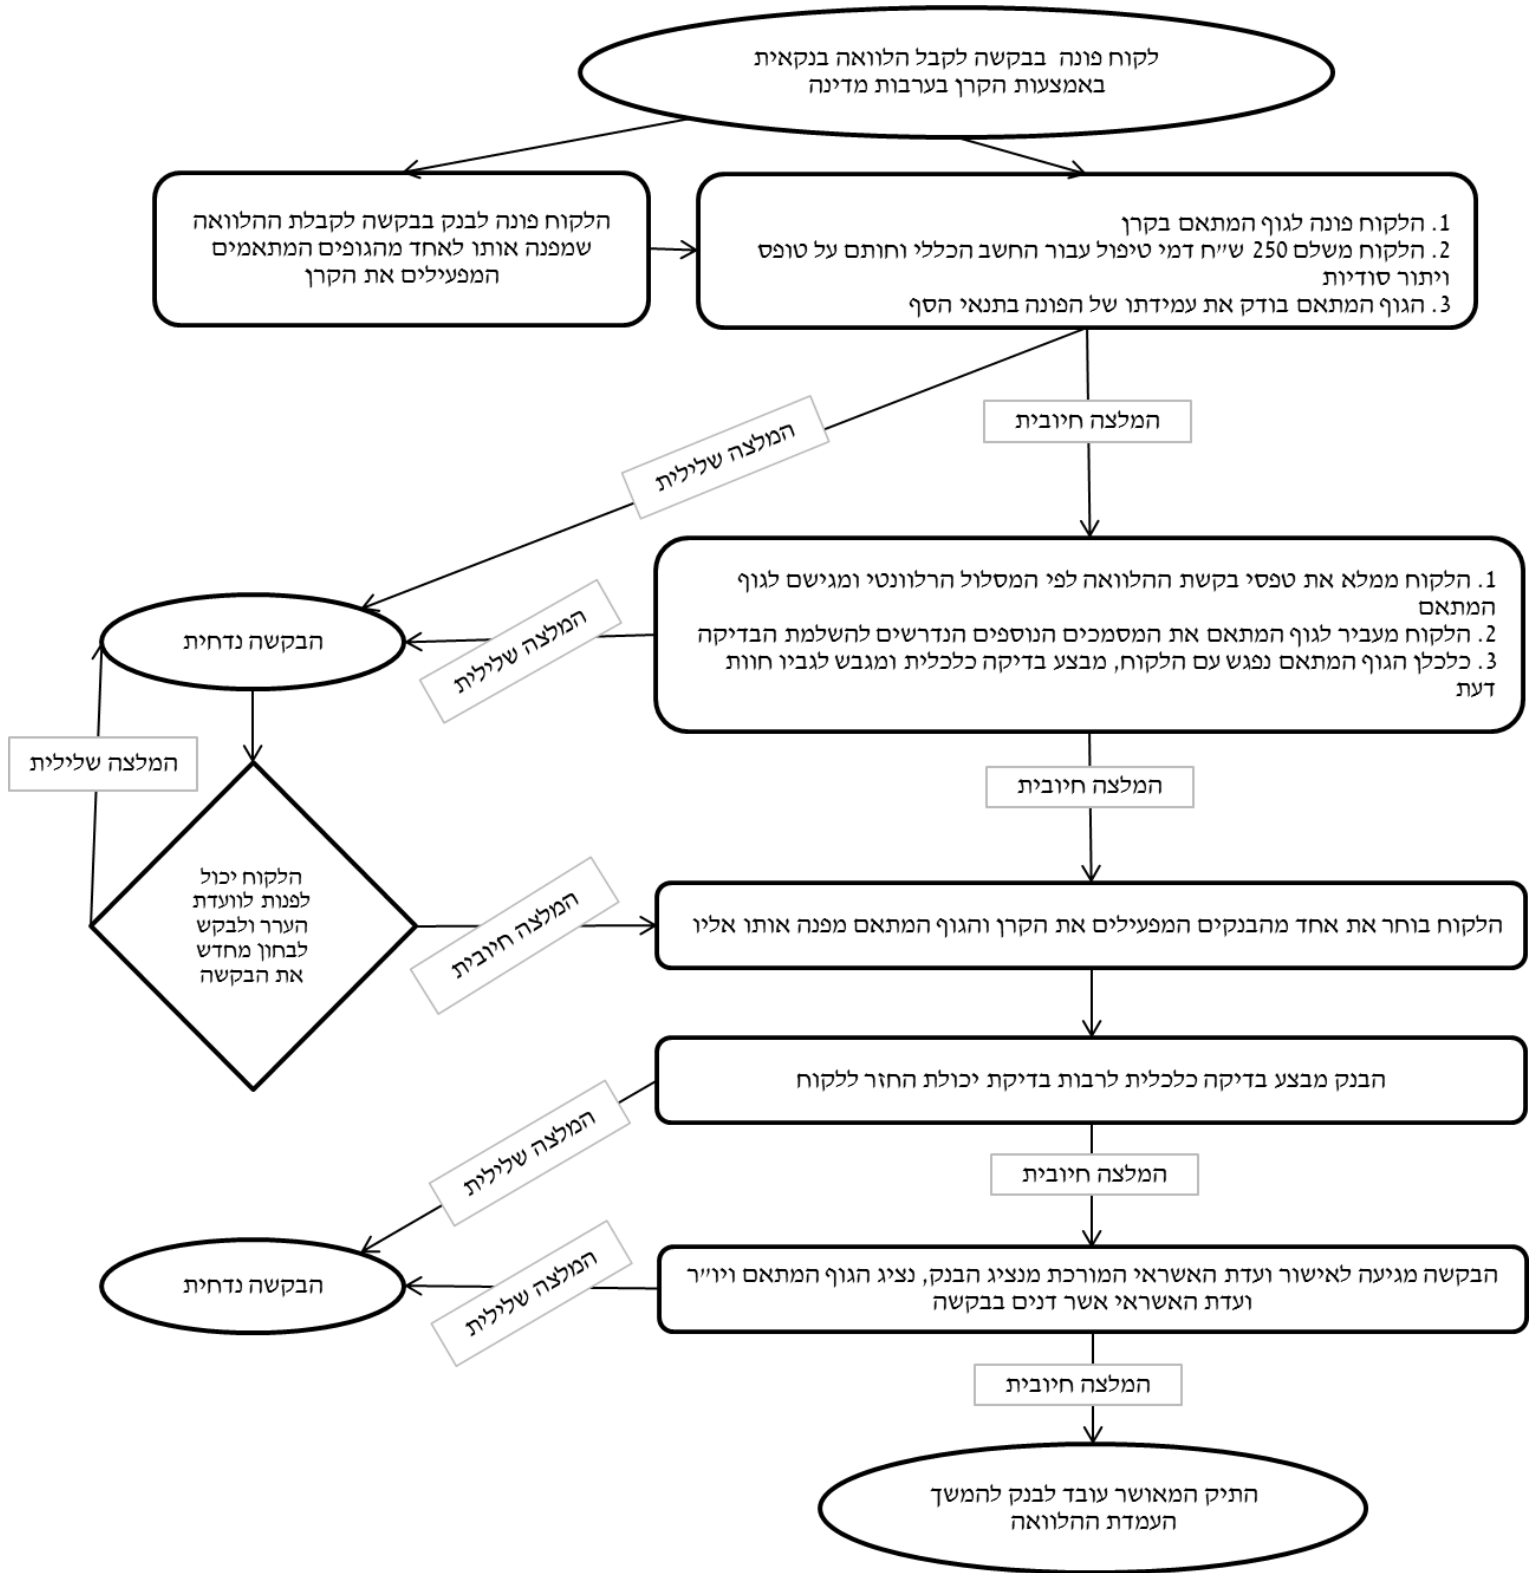 לקוח פונה בבקשה לקבל הלוואה בנקאית
באמצעות הקרן בערבות מדינה
1. הלקוח פונה לגוף המתאם בקרן
2. הלקוח משלם 250 ש״ח דמי טיפול עבור החשב הכללי וחותם על טופס
ויתור סודיות
3. הגוף המתאם בודק את עמידתו של הפונה בתנאי הסף
הלקוח פונה לבנק בבקשה לקבלת ההלוואה
שמפנה אותו לאחד מהגופים המתאמים
המפעילים את הקרן
המלצה חיובית
המלצה שלילית
1. הלקוח ממלא את טפסי בקשת ההלוואה לפי המסלול הרלוונטי ומגישם לגוף
המתאם
2. הלקוח מעביר לגוף המתאם את המסמכים הנוספים הנדרשים להשלמת הבדיקה
3. כלכלן הגוף המתאם נפגש עם הלקוח, מבצע בדיקה כלכלית ומגבש לגביו חוות
דעת
המלצה שלילית
הבקשה נדחית
המלצה חיובית
המלצה שלילית
הלקוח יכול
לפנות לוועדת
הערר ולבקש
לבחון מחדש
את הבקשה
המלצה חיובית
הלקוח בוחר את אחד מהבנקים המפעילים את הקרן והגוף המתאם מפנה אותו אליו
הבנק מבצע בדיקה כלכלית לרבות בדיקת יכולת החזר ללקוח
המלצה שלילית
המלצה חיובית
הבקשה מגיעה לאישור ועדת האשראי המורכת מנציג הבנק, נציג הגוף המתאם ויו״ר
ועדת האשראי אשר דנים בבקשה
המלצה שלילית
הבקשה נדחית
המלצה חיובית
התיק המאושר עובד לבנק להמשך
העמדת ההלוואה